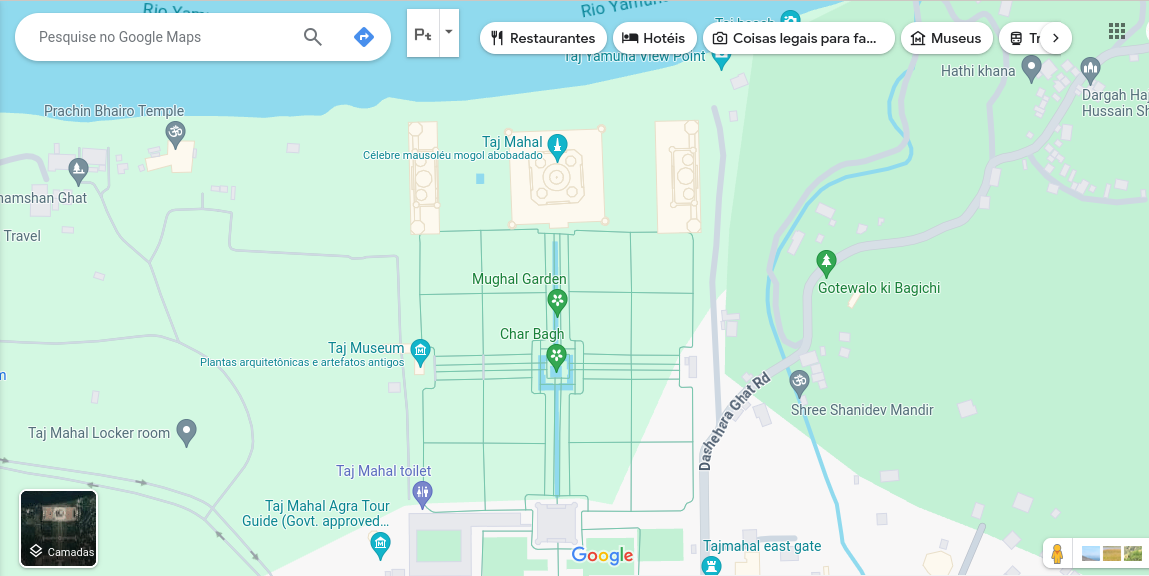 Rio Yamuna
Rio Yamuna
Pesquise no Google Maps
Restaurantes
Hotéis
Coisas legais para fa...
Museus
Taj Yamuna View Point
Hathi khana
Prachin Bhairo Temple
Dargah Haj
Hussain Sh
Taj Mahal
Célebre mausoléu mogol abobadado
hamshan Ghat
Travel
Mughal Garden
Gotewalo ki Bagichi
Char Bagh
Taj Museum
Plantas arquitetônicas e artefatos antigos
Dashehara Ghat Rd
Shree Shanidev Mandir
Taj Mahal Locker room
Taj Mahal toilet
Taj Mahal Agra Tour
Guide (Govt. approved...
Camadas
Google
Tajmahal east gate